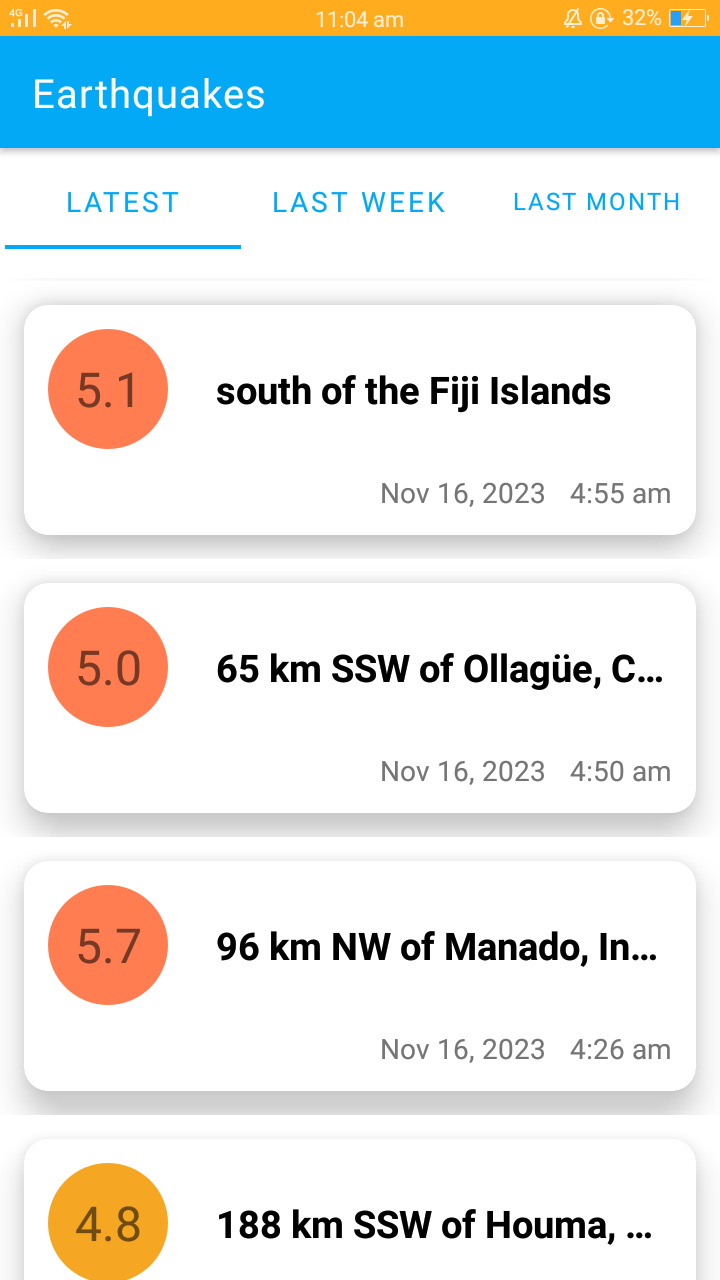 4G 11:04 am 32%
Earthquakes
LATEST LAST WEEK LAST MONTH
5.1 south of the Fiji Islands
Nov 16, 2023 4:55 am
5.0 65 km SSW of Ollagüe, C...
Nov 16, 2023 4:50 am
5.7 96 km NW of Manado, In...
Nov 16, 2023 4:26 am
4.8 188 km SSW of Houma, ...